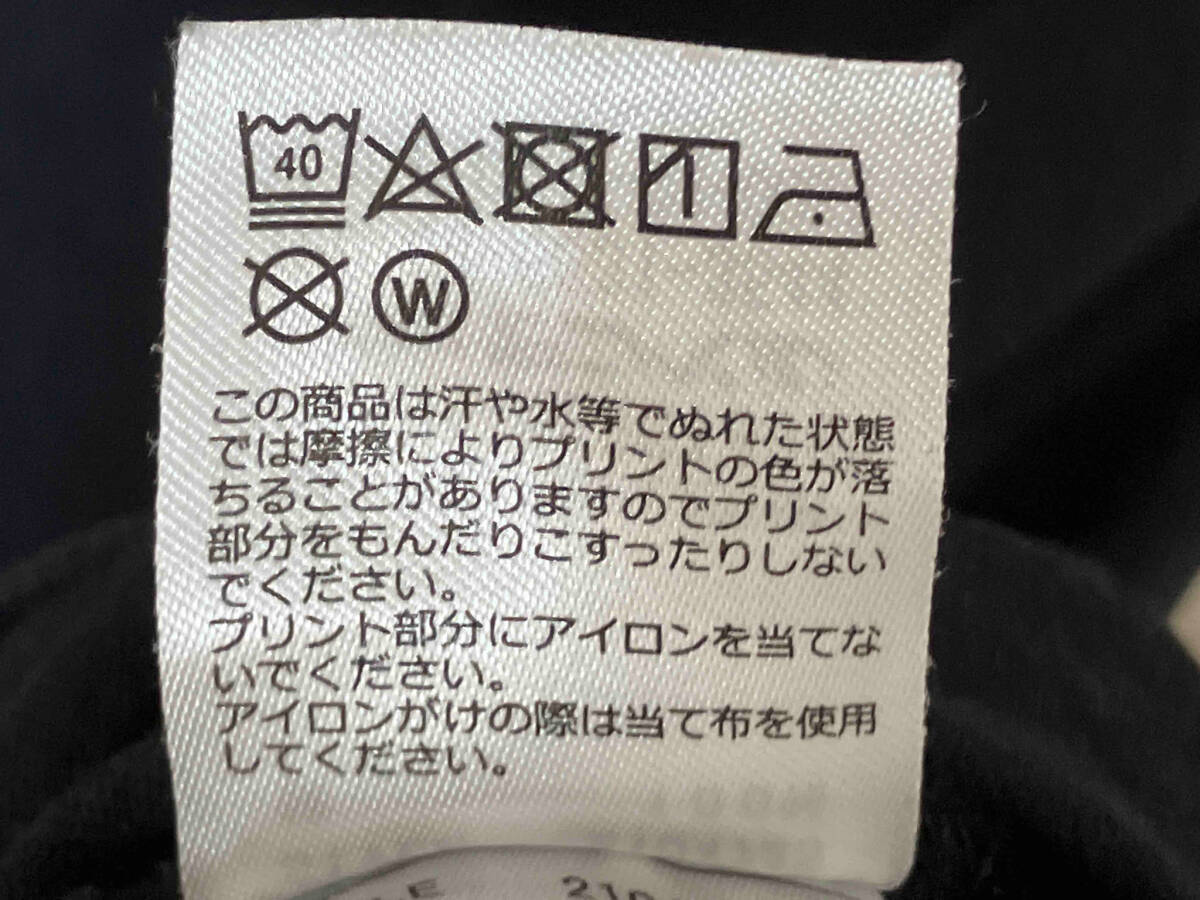 40
W
この商品は汗や水等でぬれた状態
では摩擦によりプリントの色が落
ちることがありますのでプリント
部分をもんだりこすったりしない
でください。
プリント部分にアイロンを当てな
いでください。
アイロンがけの際は当て布を使用
してください。